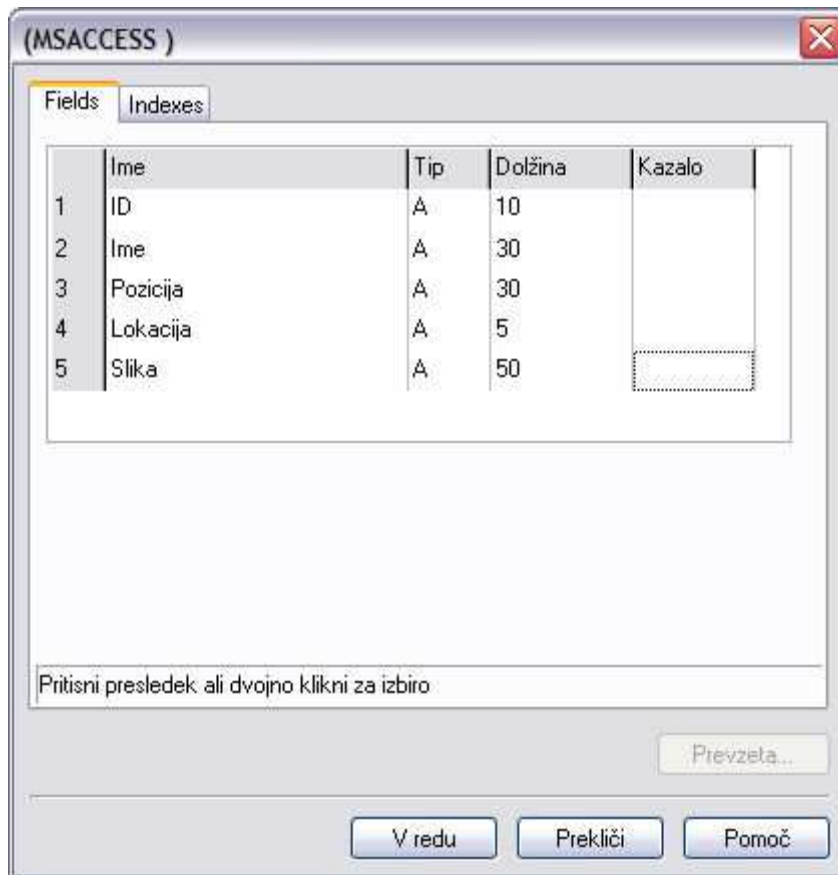 (MSACCESS )
Fields Indexes
Ime Tip Dolžina Kazalo
1 ID A 10
2 Ime A 30
3 Pozicija A 30
4 Lokacija A 5
5 Slika A 50
Pritisni presledek ali dvojno klikni za izbiro
Prevzeta...
V redu Prekliči Pomoč